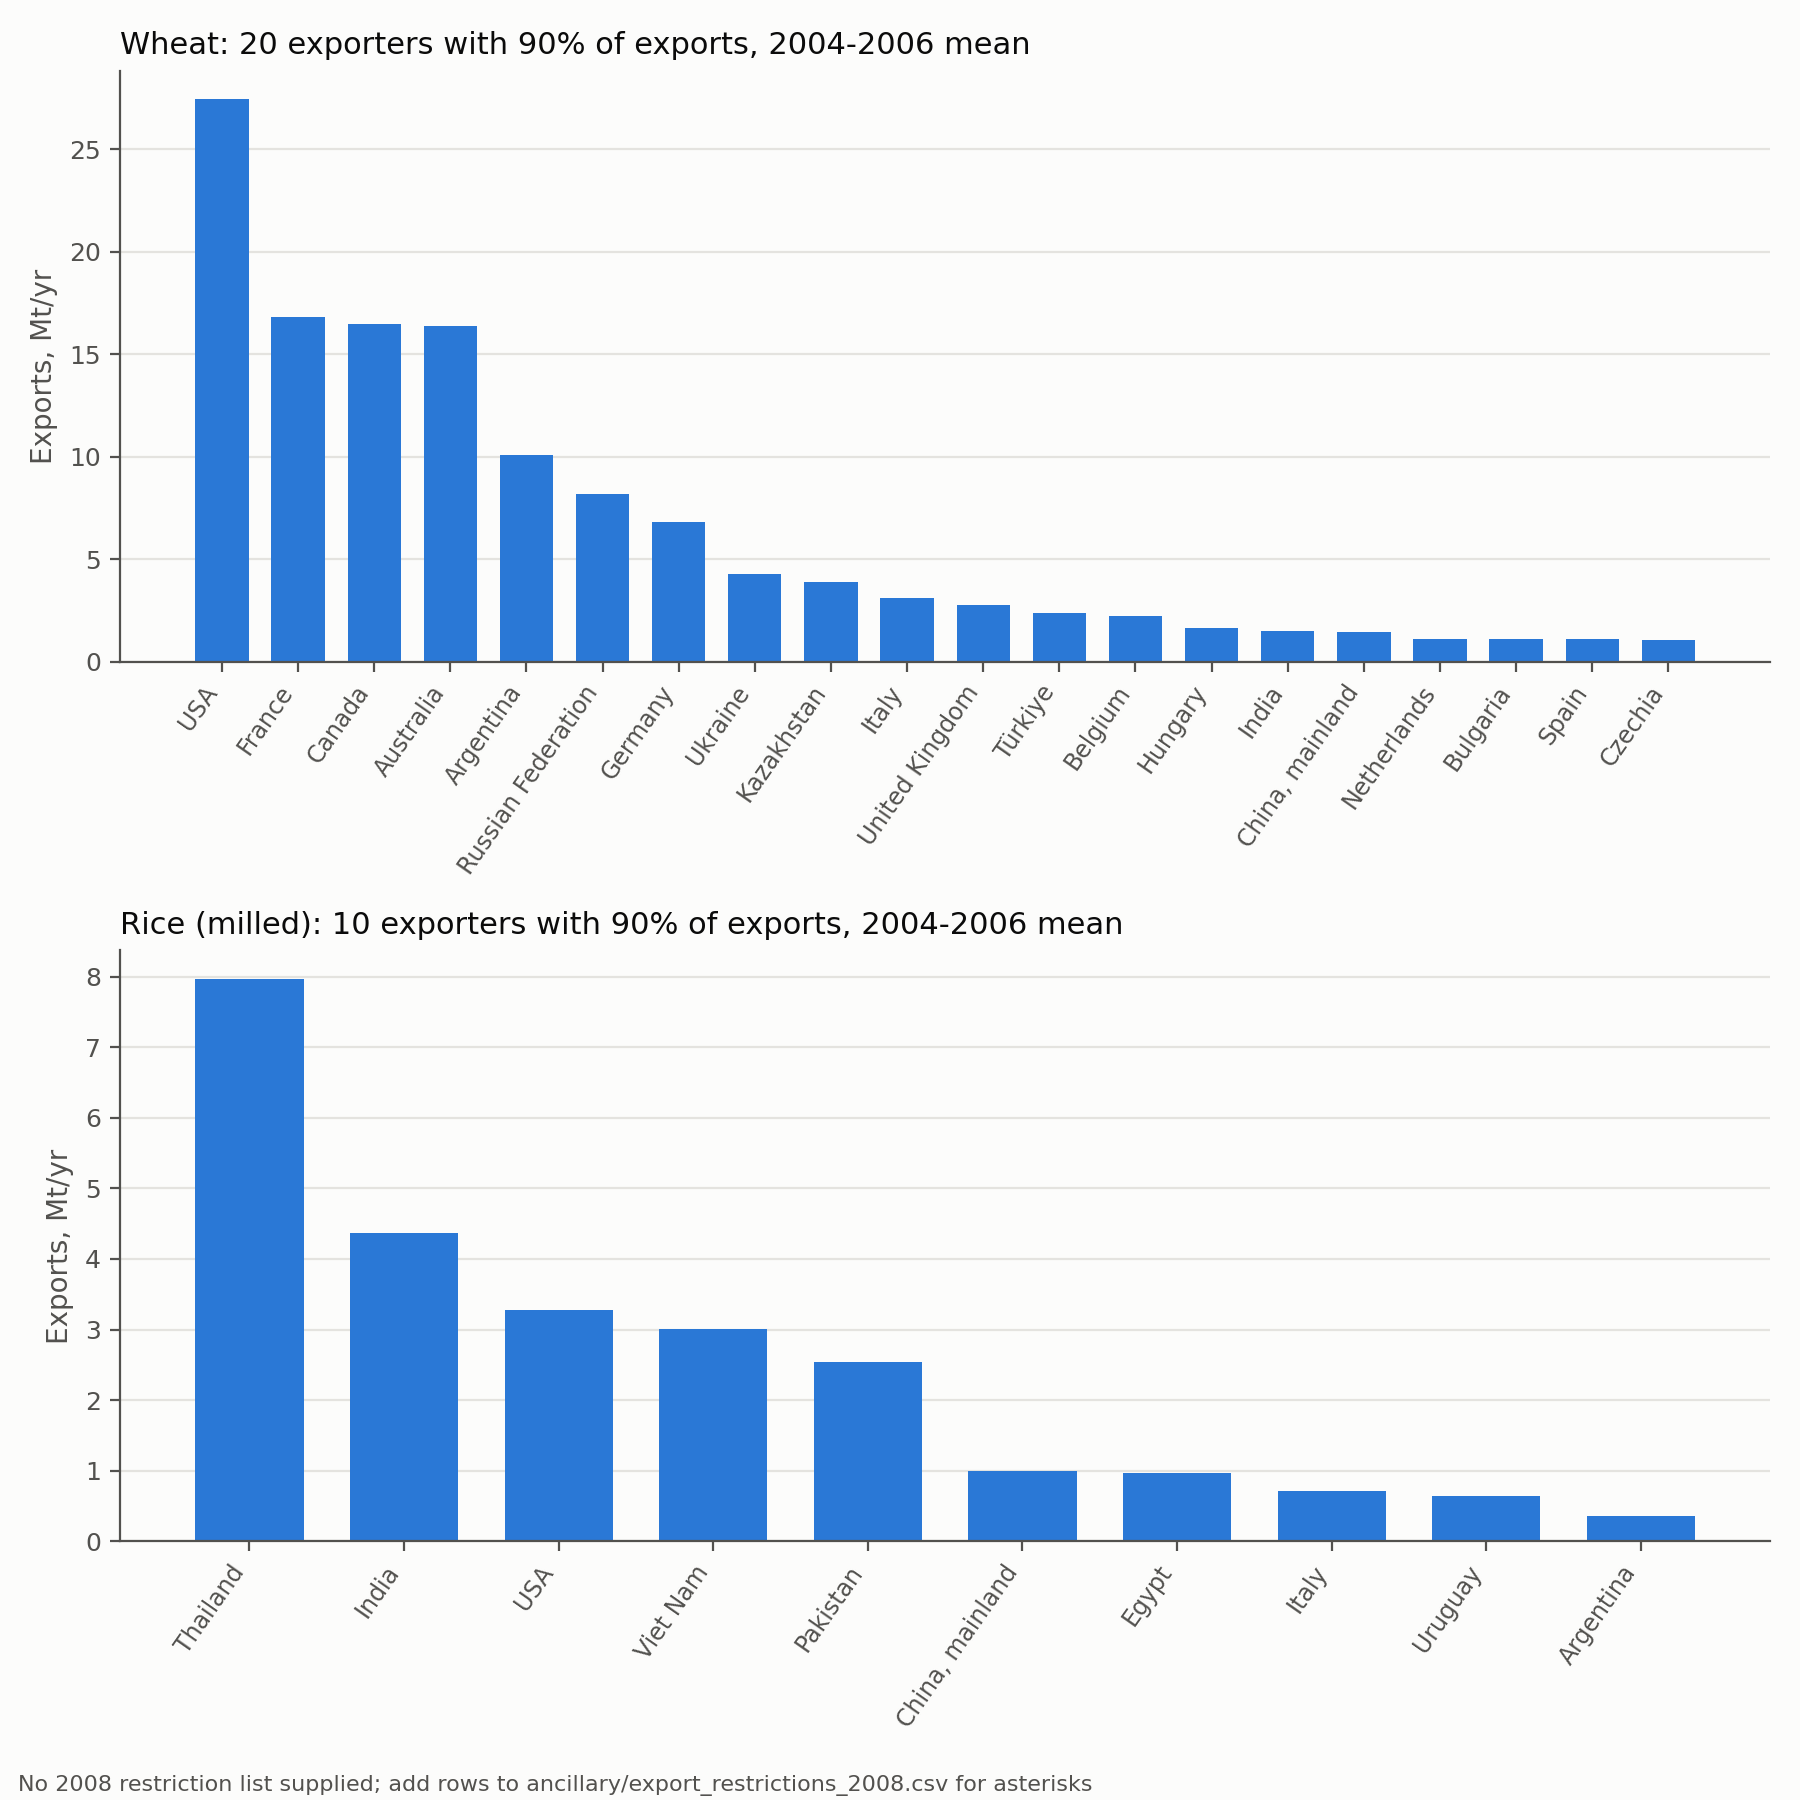 Wheat: 20 exporters with 90% of exports, 2004-2006 mean
Exports, Mt/yr
25
20
15
10
5
0
USA
France
Canada
Australia
Argentina
Russian Federation
Germany
Ukraine
Kazakhstan
Italy
United Kingdom
Türkiye
Belgium
Hungary
India
China, mainland
Netherlands
Bulgaria
Spain
Czechia
Rice (milled): 10 exporters with 90% of exports, 2004-2006 mean
Exports, Mt/yr
8
7
6
5
4
3
2
1
0
Thailand
India
USA
Viet Nam
Pakistan
China, mainland
Egypt
Italy
Uruguay
Argentina
No 2008 restriction list supplied; add rows to ancillary/export_restrictions_2008.csv for asterisks